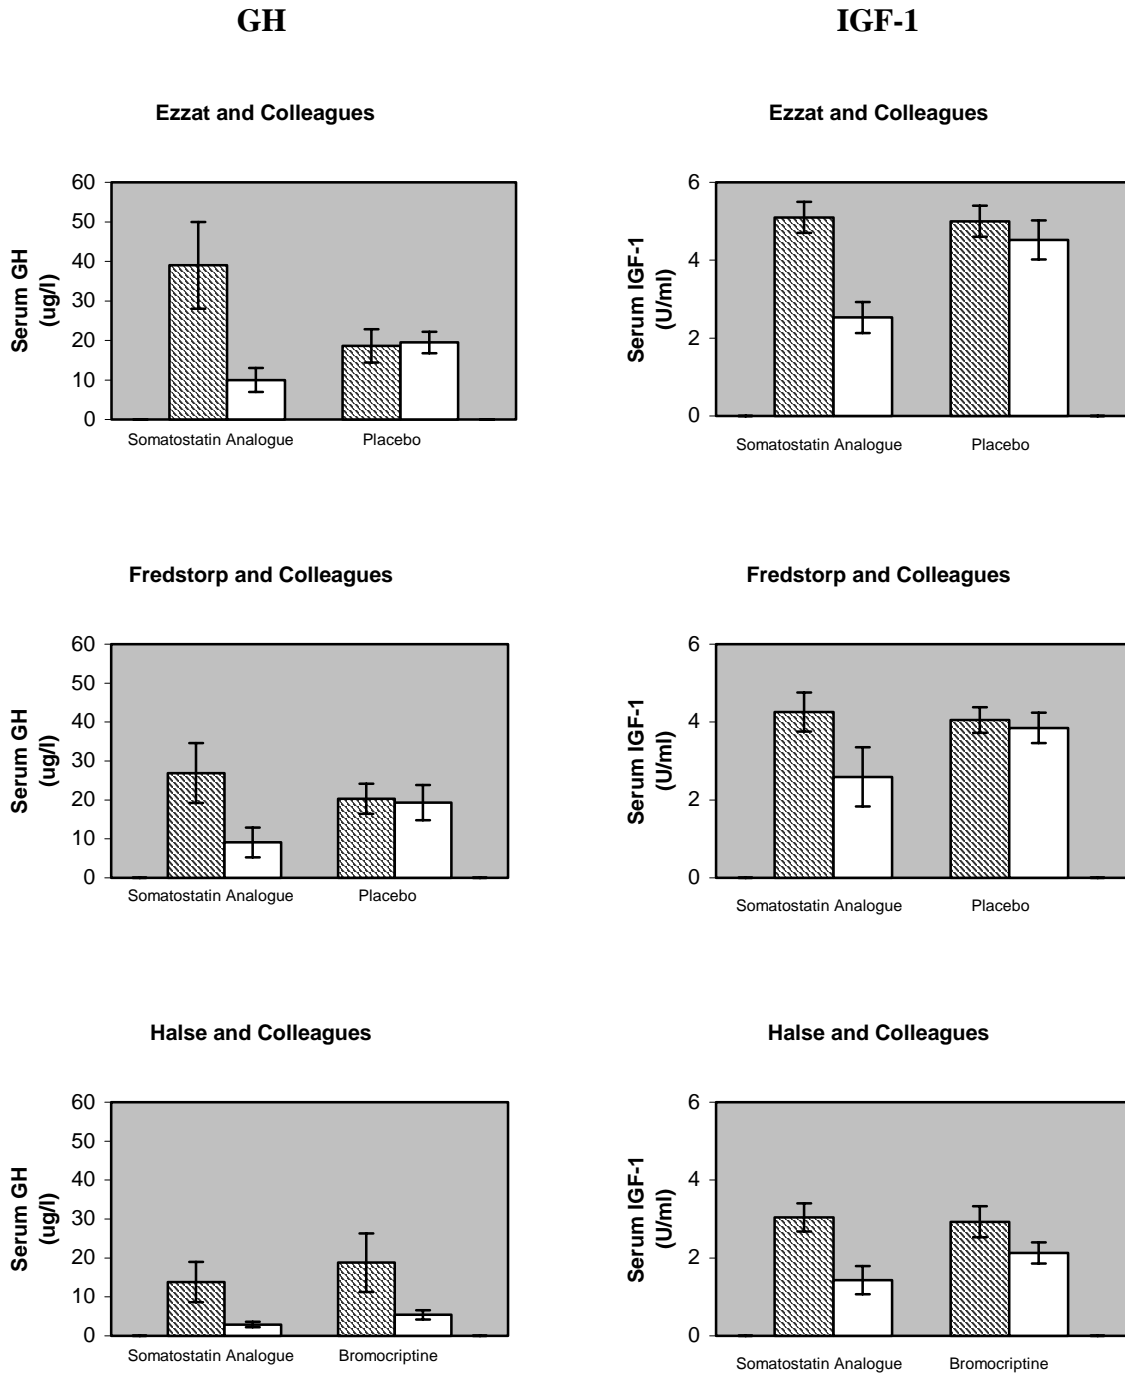 GH
IGF-1
Ezzat and Colleagues
Ezzat and Colleagues
60
50
40
30
20
10
0
Serum GH
(ug/l)
Somatostatin Analogue
Placebo
6
4
2
0
Serum IGF-1
(U/ml)
Somatostatin Analogue
Placebo
Fredstorp and Colleagues
Fredstorp and Colleagues
60
50
40
30
20
10
0
Serum GH
(ug/l)
Somatostatin Analogue
Placebo
6
4
2
0
Serum IGF-1
(U/ml)
Somatostatin Analogue
Placebo
Halse and Colleagues
Halse and Colleagues
60
50
40
30
20
10
0
Serum GH
(ug/l)
Somatostatin Analogue
Bromocriptine
6
4
2
0
Serum IGF-1
(U/ml)
Somatostatin Analogue
Bromocriptine